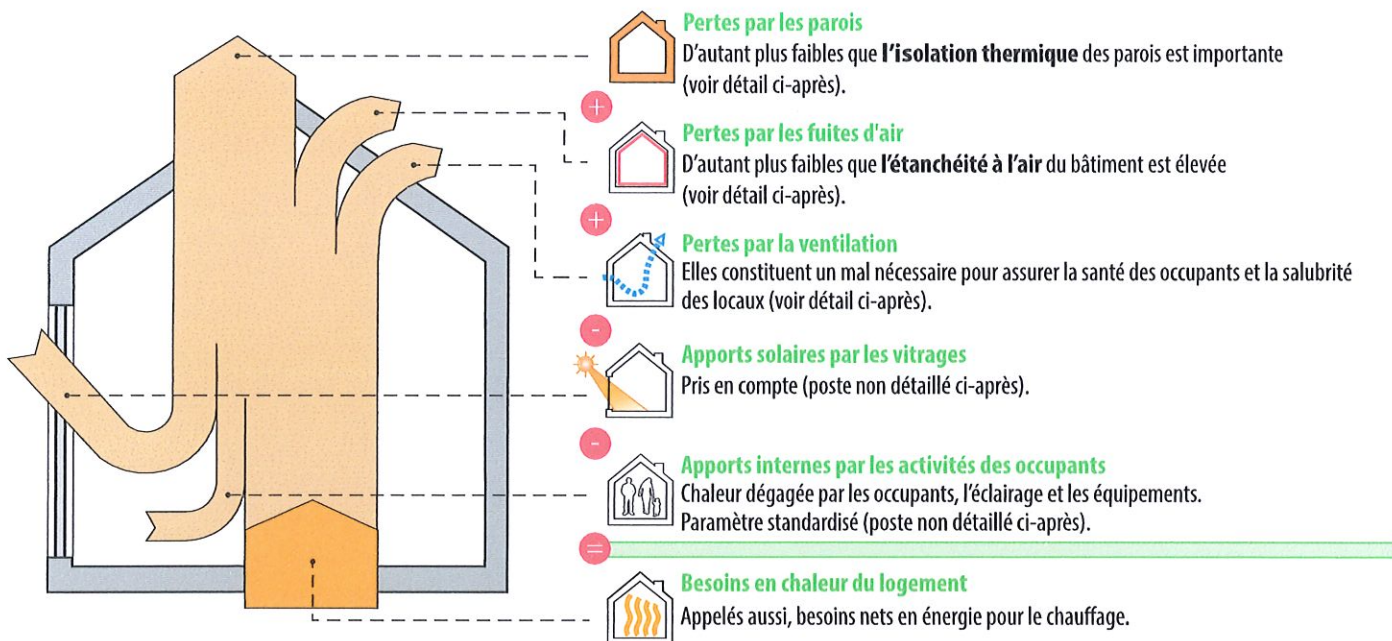 Pertes par les parois
D'autant plus faibles que l'isolation thermique des parois est importante
(voir détail ci-après).
+
Pertes par les fuites d'air
D'autant plus faibles que l'étanchéité à l'air du bâtiment est élevée
(voir détail ci-après).
+
Pertes par la ventilation
Elles constituent un mal nécessaire pour assurer la santé des occupants et la salubrité
des locaux (voir détail ci-après).
-
Apports solaires par les vitrages
Pris en compte (poste non détaillé ci-après).
-
Apports internes par les activités des occupants
Chaleur dégagée par les occupants, l'éclairage et les équipements.
Paramètre standardisé (poste non détaillé ci-après).
=
Besoins en chaleur du logement
Appelés aussi, besoins nets en énergie pour le chauffage.